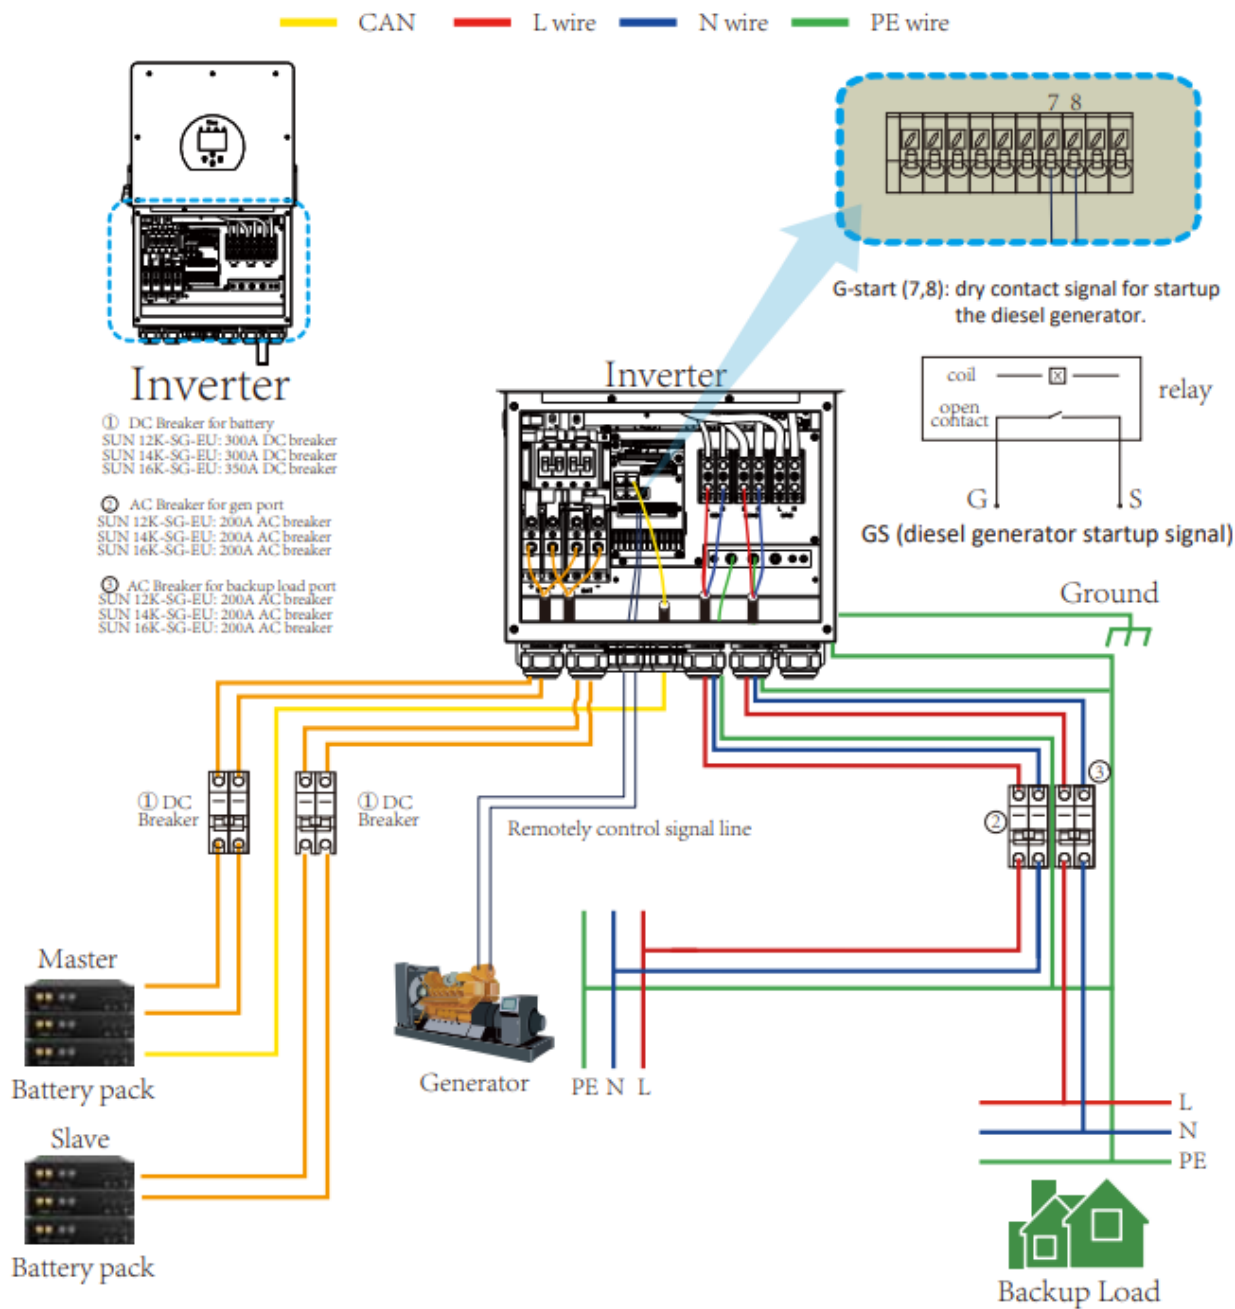 CAN L wire N wire PE wire
7 8
G-start (7,8): dry contact signal for startup
the diesel generator.
Inverter
① DC Breaker for battery
SUN 12K-SG-EU: 300A DC breaker
SUN 14K-SG-EU: 300A DC breaker
SUN 16K-SG-EU: 350A DC breaker
② AC Breaker for gen port
SUN 12K-SG-EU: 200A AC breaker
SUN 14K-SG-EU: 200A AC breaker
SUN 16K-SG-EU: 200A AC breaker
③ AC Breaker for backup load port
SUN 12K-SG-EU: 200A AC breaker
SUN 14K-SG-EU: 200A AC breaker
SUN 16K-SG-EU: 200A AC breaker
Inverter
coil
open
contact
relay
G S
GS (diesel generator startup signal)
Ground
① DC
Breaker
① DC
Breaker
Remotely control signal line
②
③
Master
Battery pack
Generator
PE N L
Slave
Battery pack
L
N
PE
Backup Load